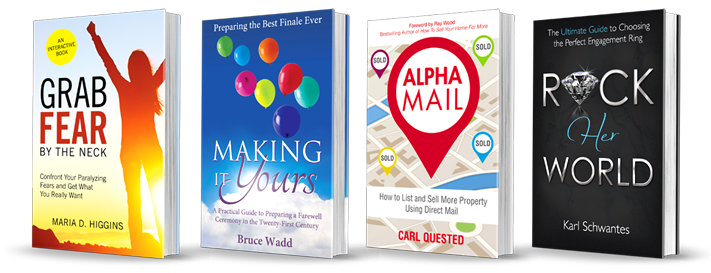 AN
INTERACTIVE
BOOK
GRAB
FEAR
BY THE NECK
Confront Your Paralyzing
Fears and Get What
You Really Want
MARIA D. HIGGINS
Preparing the Best Finale Ever
MAKING
IT Yours
A Practical Guide to Preparing a Farewell
Ceremony in the Twenty-First Century
Bruce Wadd
Foreword by Ray Wood
Bestselling Author of How To Sell Your Home For More
SOLD
SOLD
ALPHA
MAIL
SOLD
SOLD
How to List and Sell More Property
Using Direct Mail
CARL QUESTED
The Ultimate Guide to Choosing
the Perfect Engagement Ring
ROCK
Her
WORLD
Karl Schwantes